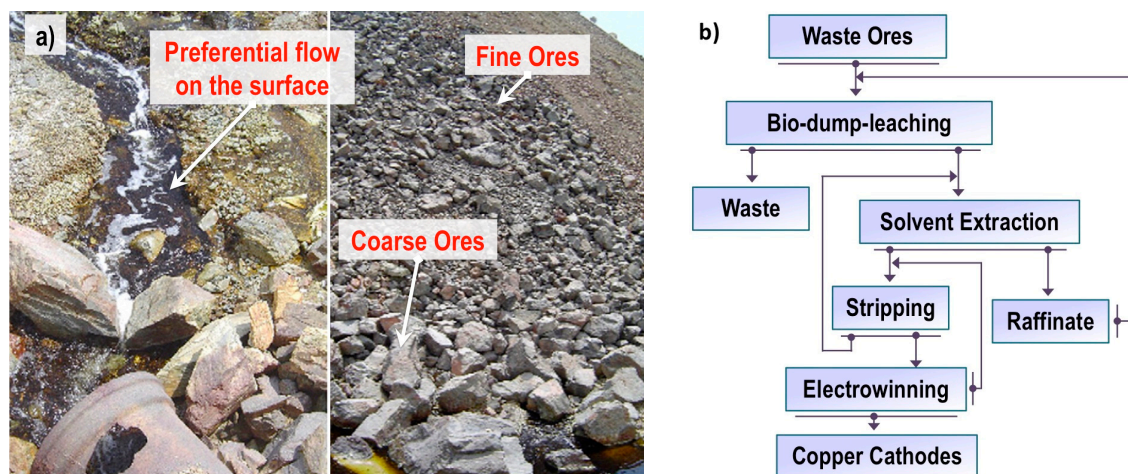 a)
Preferential flow
on the surface
Fine Ores
Coarse Ores
b)
Waste Ores
Bio-dump-leaching
Waste
Solvent Extraction
Stripping
Raffinate
Electrowinning
Copper Cathodes